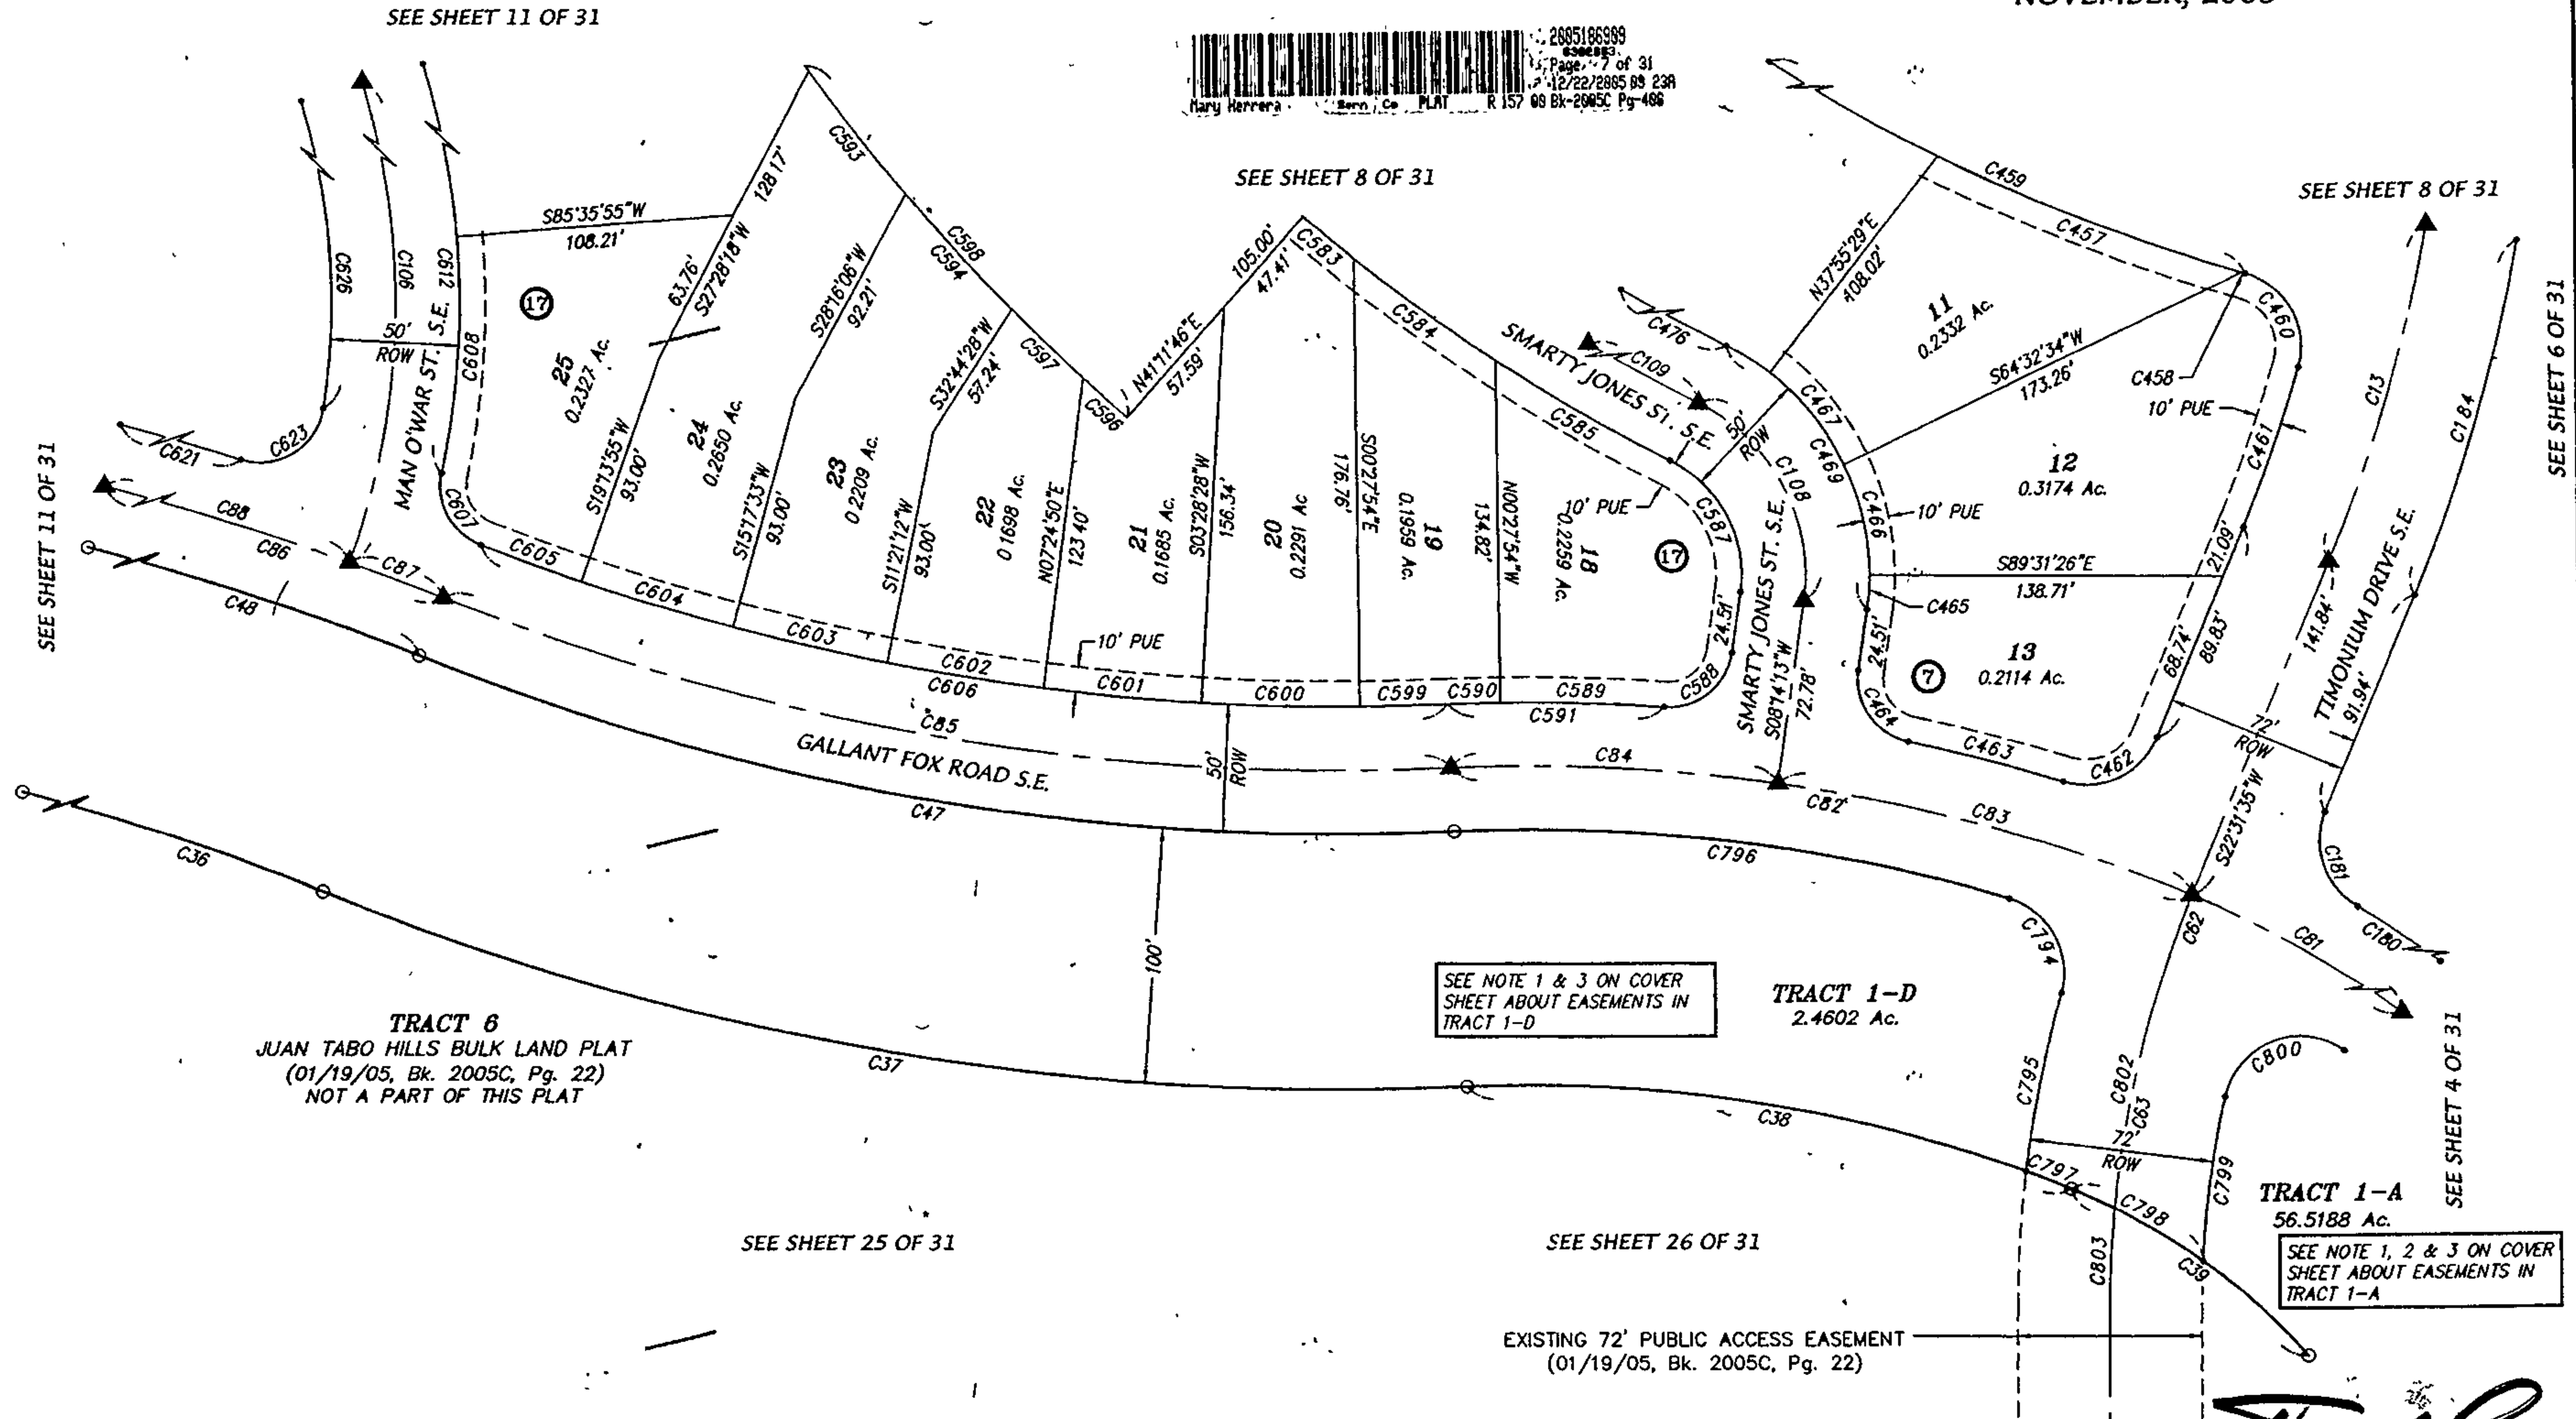 SEE SHEET 11 OF 31
SEE SHEET 8 OF 31
SEE SHEET 8 OF 31
SEE SHEET 6 OF 31
SEE SHEET 11 OF 31
SEE SHEET 4 OF 31
SEE SHEET 25 OF 31
SEE SHEET 26 OF 31
Page 7 of 31
Mary Herrera
Bern. Co. PLAT
C626
C106
C612
C608
50'
ROW
MAN O'WAR ST. S.E.
C621
C623
C607
C88
C86
C87
C48
S85°35'55"W
108.21'
17
25
0.2327 Ac.
63.76'
128.17'
S27°28'18"W
S19°13'55"W
93.00'
24
0.2650 Ac.
S28°16'06"W
92.21'
S15°17'33"W
93.00'
23
0.2209 Ac.
S32°44'28"W
57.24'
S11°21'12"W
93.00'
22
0.1698 Ac.
N07°24'50"E
123.40'
21
0.1685 Ac.
S03°28'28"W
156.34'
20
0.2291 Ac
S00°27'54"E
176.76'
19
0.1959 Ac.
N00°27'54"W
134.82'
18
0.2259 Ac.
17
C593
C598
C594
C597
C596
N41°11'46"E
57.59'
105.00'
47.41'
C583
C584
C585
C587
10' PUE
24.51'
C588
C589
C590
C591
C599
C600
C601
C602
C606
C603
C604
C605
10' PUE
SMARTY JONES ST. S.E.
C109
C476
50'
ROW
C108
SMARTY JONES ST. S.E.
S08°14'13"W
72.78'
C459
C457
N37°55'29"E
108.02'
11
0.2332 Ac.
S64°32'34"W
173.26'
C458
C460
10' PUE
C461
C467
C469
C466
10' PUE
12
0.3174 Ac.
S89°31'26"E
138.71'
C465
24.51'
7
13
0.2114 Ac.
C464
C463
C462
21.09'
68.74'
89.83'
C13
C184
141.84'
TIMONIUM DRIVE S.E.
91.94'
72'
ROW
S22°31'35"W
C181
C180
C81
C62
C83
C82
C84
C85
GALLANT FOX ROAD S.E.
50'
ROW
C47
C796
C794
C795
C36
C37
C38
100'
TRACT 6
JUAN TABO HILLS BULK LAND PLAT
(01/19/05, Bk. 2005C, Pg. 22)
NOT A PART OF THIS PLAT
SEE NOTE 1 & 3 ON COVER
SHEET ABOUT EASEMENTS IN
TRACT 1-D
TRACT 1-D
2.4602 Ac.
C802
C63
72'
ROW
C800
C799
C797
C798
C803
C39
TRACT 1-A
56.5188 Ac.
SEE NOTE 1, 2 & 3 ON COVER
SHEET ABOUT EASEMENTS IN
TRACT 1-A
EXISTING 72' PUBLIC ACCESS EASEMENT
(01/19/05, Bk. 2005C, Pg. 22)